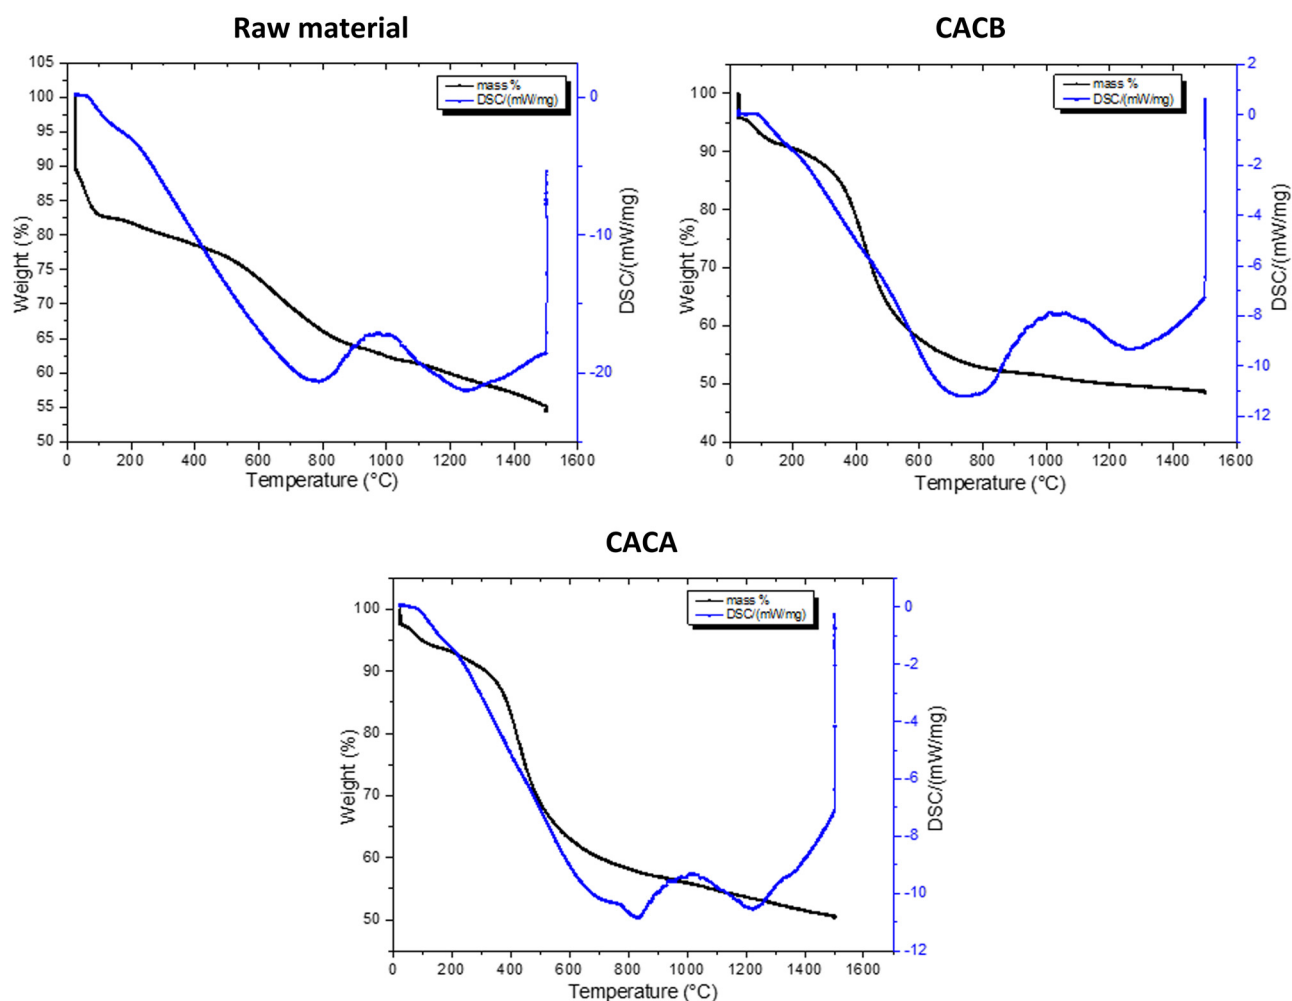 Raw material
CACB
105
100
95
90
85
80
75
70
65
60
55
50
Weight (%)
mass %
DSC/(mW/mg)
0
-10
-20
DSC/(mW/mg)
0 200 400 600 800 1000 1200 1400 1600
Temperature (°C)
100
90
80
70
60
50
40
Weight (%)
mass %
DSC/(mW/mg)
2
0
-2
-4
-6
-8
-10
-12
DSC/(mW/mg)
0 200 400 600 800 1000 1200 1400 1600
Temperature (°C)
CACA
100
90
80
70
60
50
Weight (%)
mass %
DSC/(mW/mg)
0
-2
-4
-6
-8
-10
-12
DSC/(mW/mg)
0 200 400 600 800 1000 1200 1400 1600
Temperature (°C)